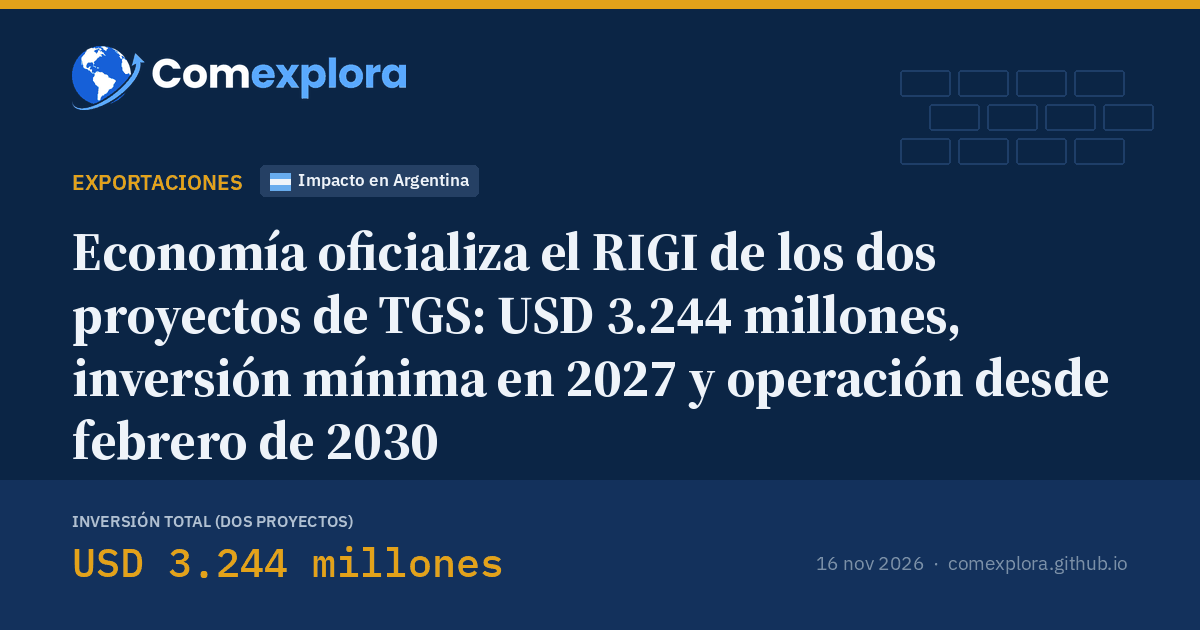 Comexplora
EXPORTACIONES
Impacto en Argentina
Economía oficializa el RIGI de los dos
proyectos de TGS: USD 3.244 millones,
inversión mínima en 2027 y operación desde
febrero de 2030
INVERSIÓN TOTAL (DOS PROYECTOS)
USD 3.244 millones
16 nov 2026 · comexplora.github.io